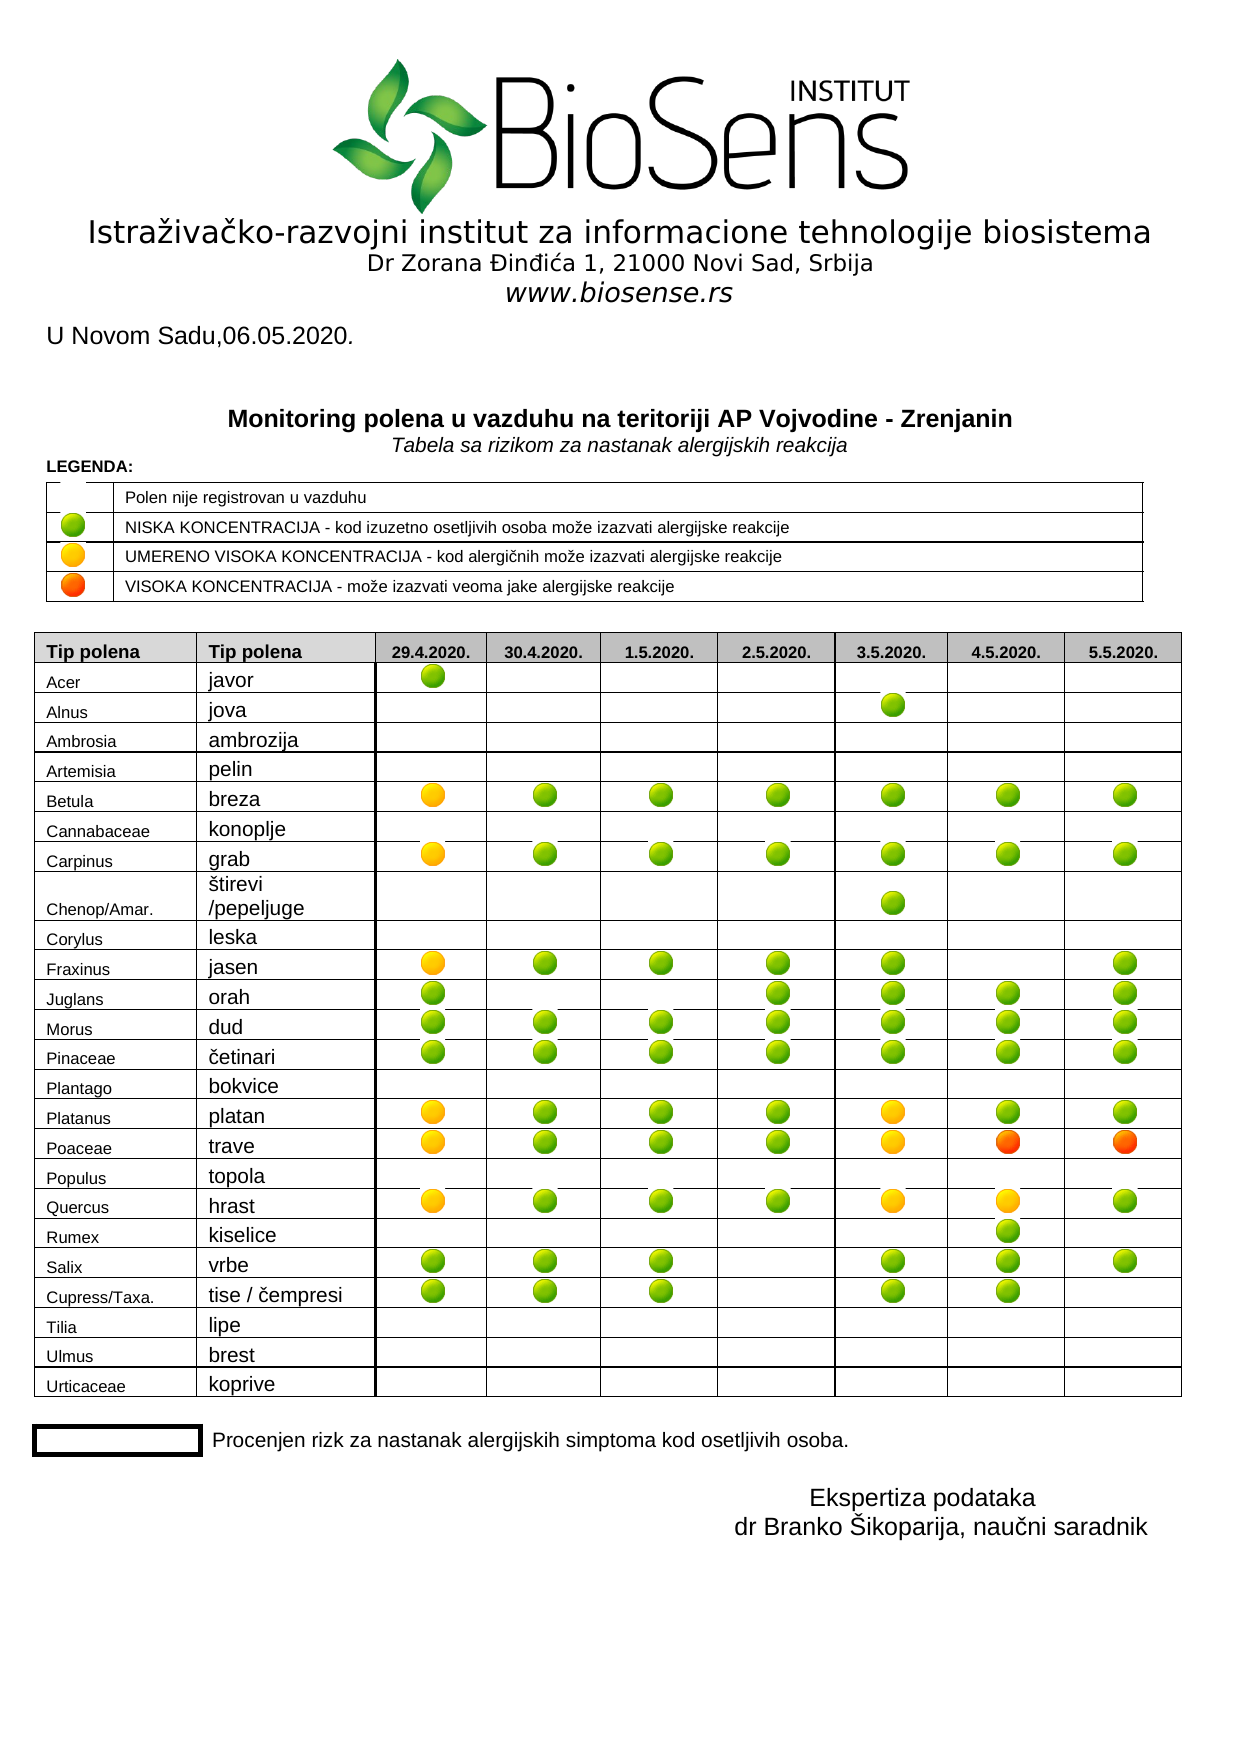 INSTITUT
BioSens
Istraživačko-razvojni institut za informacione tehnologije biosistema
Dr Zorana Đinđića 1, 21000 Novi Sad, Srbija
www.biosense.rs
U Novom Sadu,06.05.2020.
Monitoring polena u vazduhu na teritoriji AP Vojvodine - Zrenjanin
Tabela sa rizikom za nastanak alergijskih reakcija
LEGENDA:
Polen nije registrovan u vazduhu
NISKA KONCENTRACIJA - kod izuzetno osetljivih osoba može izazvati alergijske reakcije
UMERENO VISOKA KONCENTRACIJA - kod alergičnih može izazvati alergijske reakcije
VISOKA KONCENTRACIJA - može izazvati veoma jake alergijske reakcije
Tip polena Tip polena 29.4.2020. 30.4.2020. 1.5.2020. 2.5.2020. 3.5.2020. 4.5.2020. 5.5.2020.
Acer javor
Alnus jova
Ambrosia ambrozija
Artemisia pelin
Betula breza
Cannabaceae konoplje
Carpinus grab
štirevi
Chenop/Amar. /pepeljuge
Corylus leska
Fraxinus jasen
Juglans orah
Morus dud
Pinaceae četinari
Plantago bokvice
Platanus platan
Poaceae trave
Populus topola
Quercus hrast
Rumex kiselice
Salix vrbe
Cupress/Taxa. tise / čempresi
Tilia lipe
Ulmus brest
Urticaceae koprive
Procenjen rizk za nastanak alergijskih simptoma kod osetljivih osoba.
Ekspertiza podataka
dr Branko Šikoparija, naučni saradnik